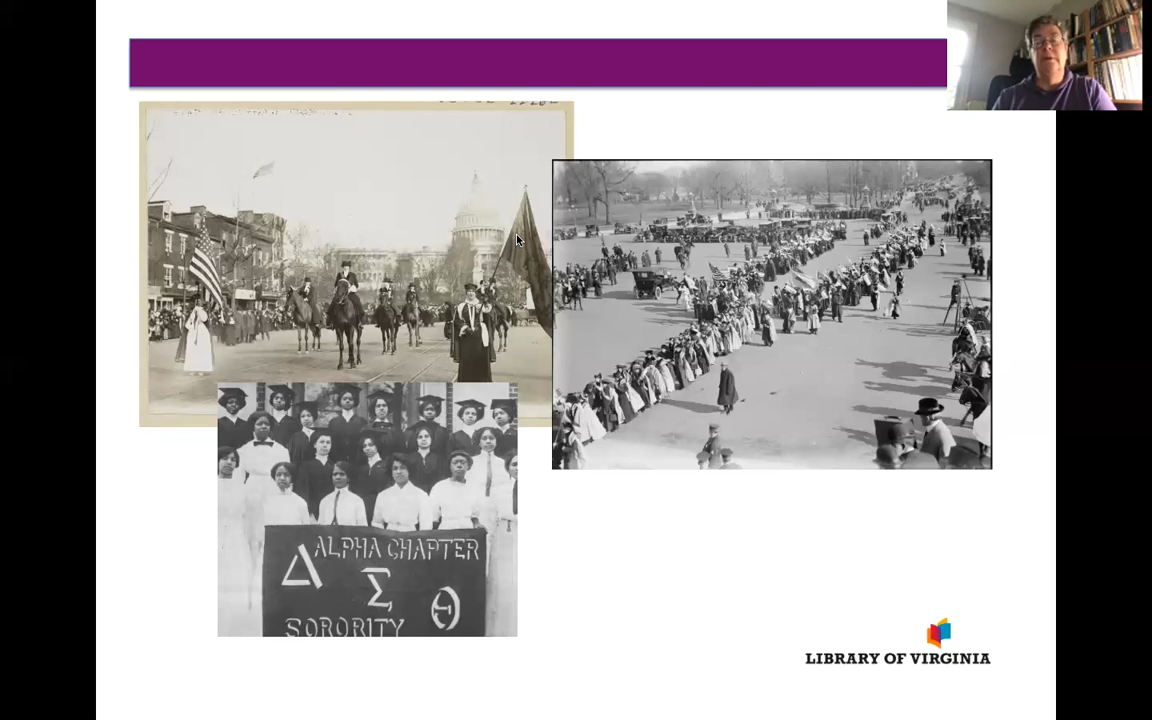 ALPHA CHAPTER
Δ Σ Θ
SORORITY
LIBRARY OF VIRGINIA